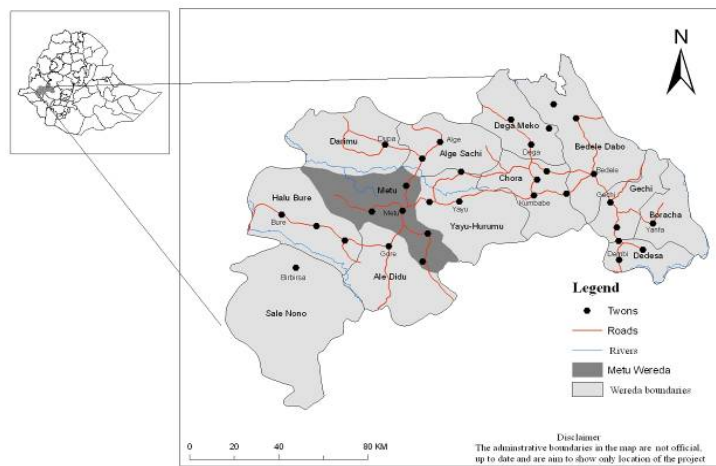 N
Dega Meko
Bedele Dabo
Darimu
Dupa
Alge
Alge Sachi
Dega
Chora
Bedele
Gechi
Gechi
Metu
Metu
Halu Bure
Bure
Yayu
Kumbabe
Yayu-Hurumu
Beracha
Yanfa
Gore
Dembi
Dedesa
Birbirsa
Ale Didu
Sale Nono
Legend
Twons
Roads
Rivers
Metu Wereda
Wereda boundaries
0 20 40 80 KM
Disclaimer
The adminstrative boundaries in the map are not official,
up to date and are aim to show only location of the project